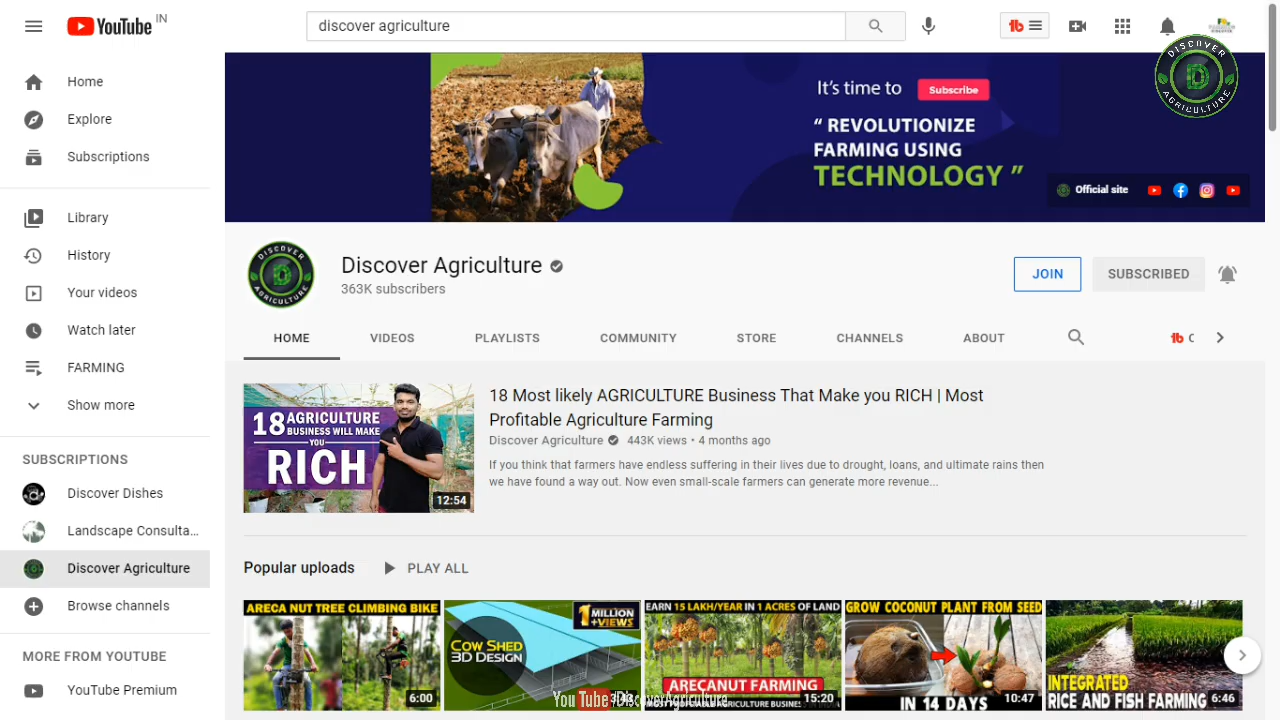 YouTube IN
discover agriculture
DISCOVER
D
AGRICULTURE
Home
Explore
Subscriptions
Library
History
Your videos
Watch later
FARMING
Show more
SUBSCRIPTIONS
Discover Dishes
Landscape Consulta...
Discover Agriculture
Browse channels
MORE FROM YOUTUBE
YouTube Premium
It's time to Subscribe
“ REVOLUTIONIZE
FARMING USING
TECHNOLOGY ”
Official site
DISCOVER
D
AGRICULTURE
Discover Agriculture
363K subscribers
JOIN
SUBSCRIBED
HOME VIDEOS PLAYLISTS COMMUNITY STORE CHANNELS ABOUT
18 AGRICULTURE
BUSINESS WILL MAKE
YOU
RICH
12:54
18 Most likely AGRICULTURE Business That Make you RICH | Most
Profitable Agriculture Farming
Discover Agriculture 443K views • 4 months ago
If you think that farmers have endless suffering in their lives due to drought, loans, and ultimate rains then
we have found a way out. Now even small-scale farmers can generate more revenue...
Popular uploads PLAY ALL
ARECA NUT TREE CLIMBING BIKE
6:00
1 MILLION
+VIEWS
COW SHED
3D DESIGN
EARN 15 LAKH/YEAR IN 1 ACRES OF LAND
ARECANUT FARMING
15:20
GROW COCONUT PLANT FROM SEED
IN 14 DAYS
10:47
INTEGRATED
RICE AND FISH FARMING
6:46
YouTube/DiscoverAgriculture